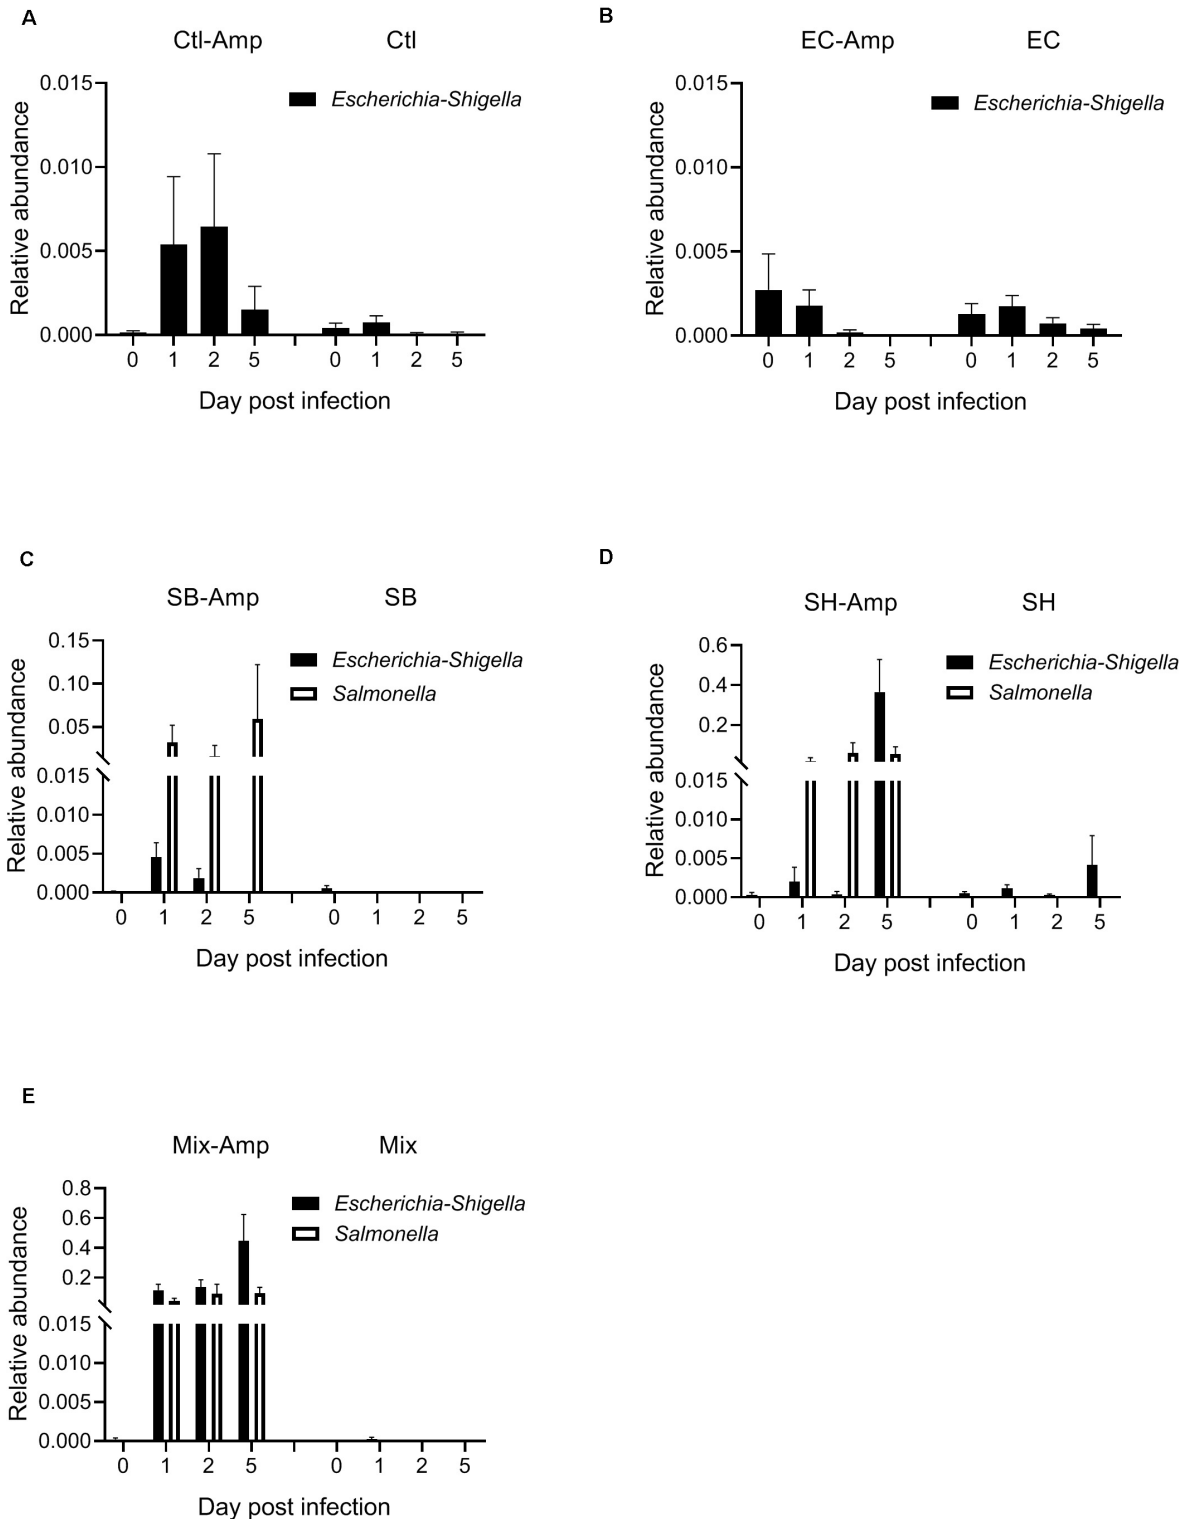 A
Ctl-Amp Ctl
Escherichia-Shigella
Relative abundance
0.015
0.010
0.005
0.000
0 1 2 5 0 1 2 5
Day post infection
B
EC-Amp EC
Escherichia-Shigella
Relative abundance
0.015
0.010
0.005
0.000
0 1 2 5 0 1 2 5
Day post infection
C
SB-Amp SB
Escherichia-Shigella
Salmonella
Relative abundance
0.15
0.10
0.05
0.015
0.010
0.005
0.000
0 1 2 5 0 1 2 5
Day post infection
D
SH-Amp SH
Escherichia-Shigella
Salmonella
Relative abundance
0.6
0.4
0.2
0.015
0.010
0.005
0.000
0 1 2 5 0 1 2 5
Day post infection
E
Mix-Amp Mix
Escherichia-Shigella
Salmonella
Relative abundance
0.8
0.6
0.4
0.2
0.015
0.010
0.005
0.000
0 1 2 5 0 1 2 5
Day post infection